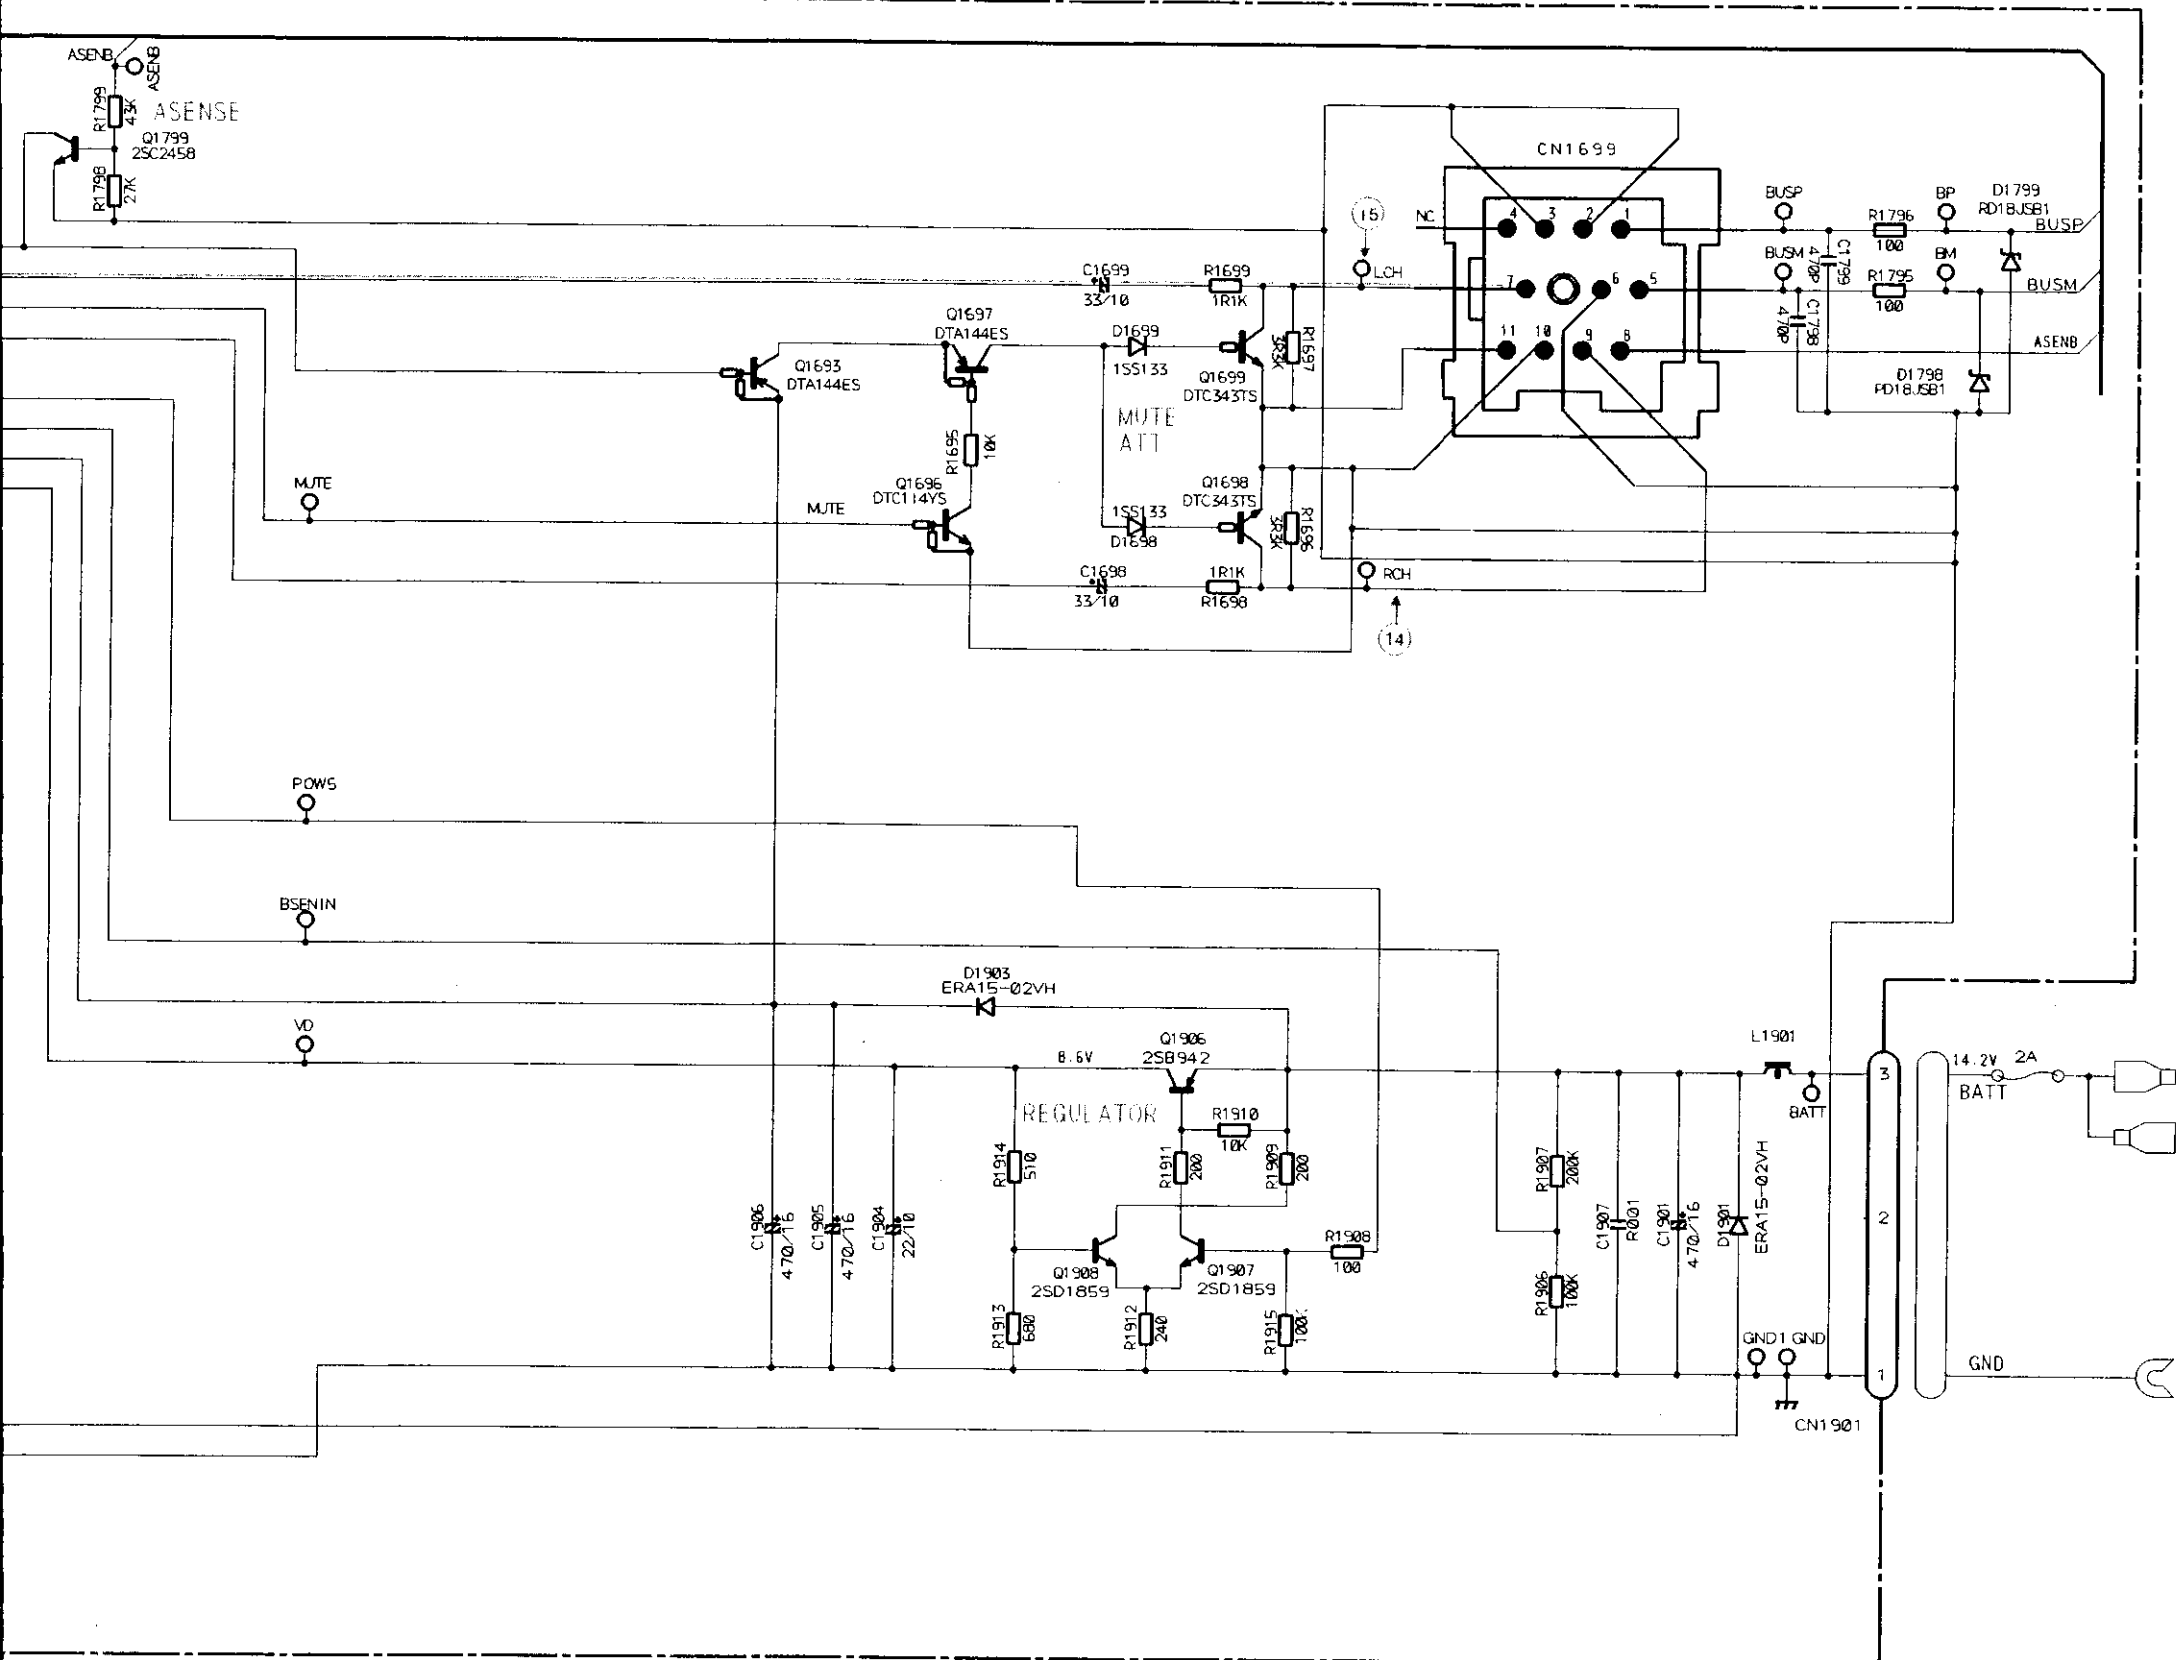 ASENB
ASENB
R1799
43K
ASENSE
Q1799
2SC2458
R1798
27K
CN1699
NC
4
3
2
1
7
6
5
11
10
9
8
15
LCH
BUSP
BUSM
C1799
470P
C1798
470P
R1796
100
R1795
100
BP
BM
D1799
RD18JSB1
BUSP
BUSM
ASENB
D1798
RD18JSB1
C1699
33/10
R1699
1R1K
Q1697
DTA144ES
D1699
1SS133
Q1699
DTC343TS
R1697
3R3K
Q1693
DTA144ES
MUTE
ATT
R1695
10K
Q1696
DTC114YS
MUTE
MUTE
Q1698
DTC343TS
1SS133
D1698
R1696
3R3K
C1698
33/10
1R1K
R1698
RCH
14
POWS
BSENIN
D1903
ERA15-02VH
VD
8.6V
Q1906
2SB942
REGULATOR
R1910
10K
R1914
510
R1911
200
R1909
200
C1906
470/16
C1905
470/16
C1904
22/10
Q1908
2SD1859
Q1907
2SD1859
R1908
100
R1913
680
R1912
240
R1915
100K
R1907
200K
R1906
100K
C1907
R001
C1901
470/16
D1901
ERA15-02VH
L1901
BATT
3
2
1
14.2V
2A
BATT
GND1
GND
GND
CN1901